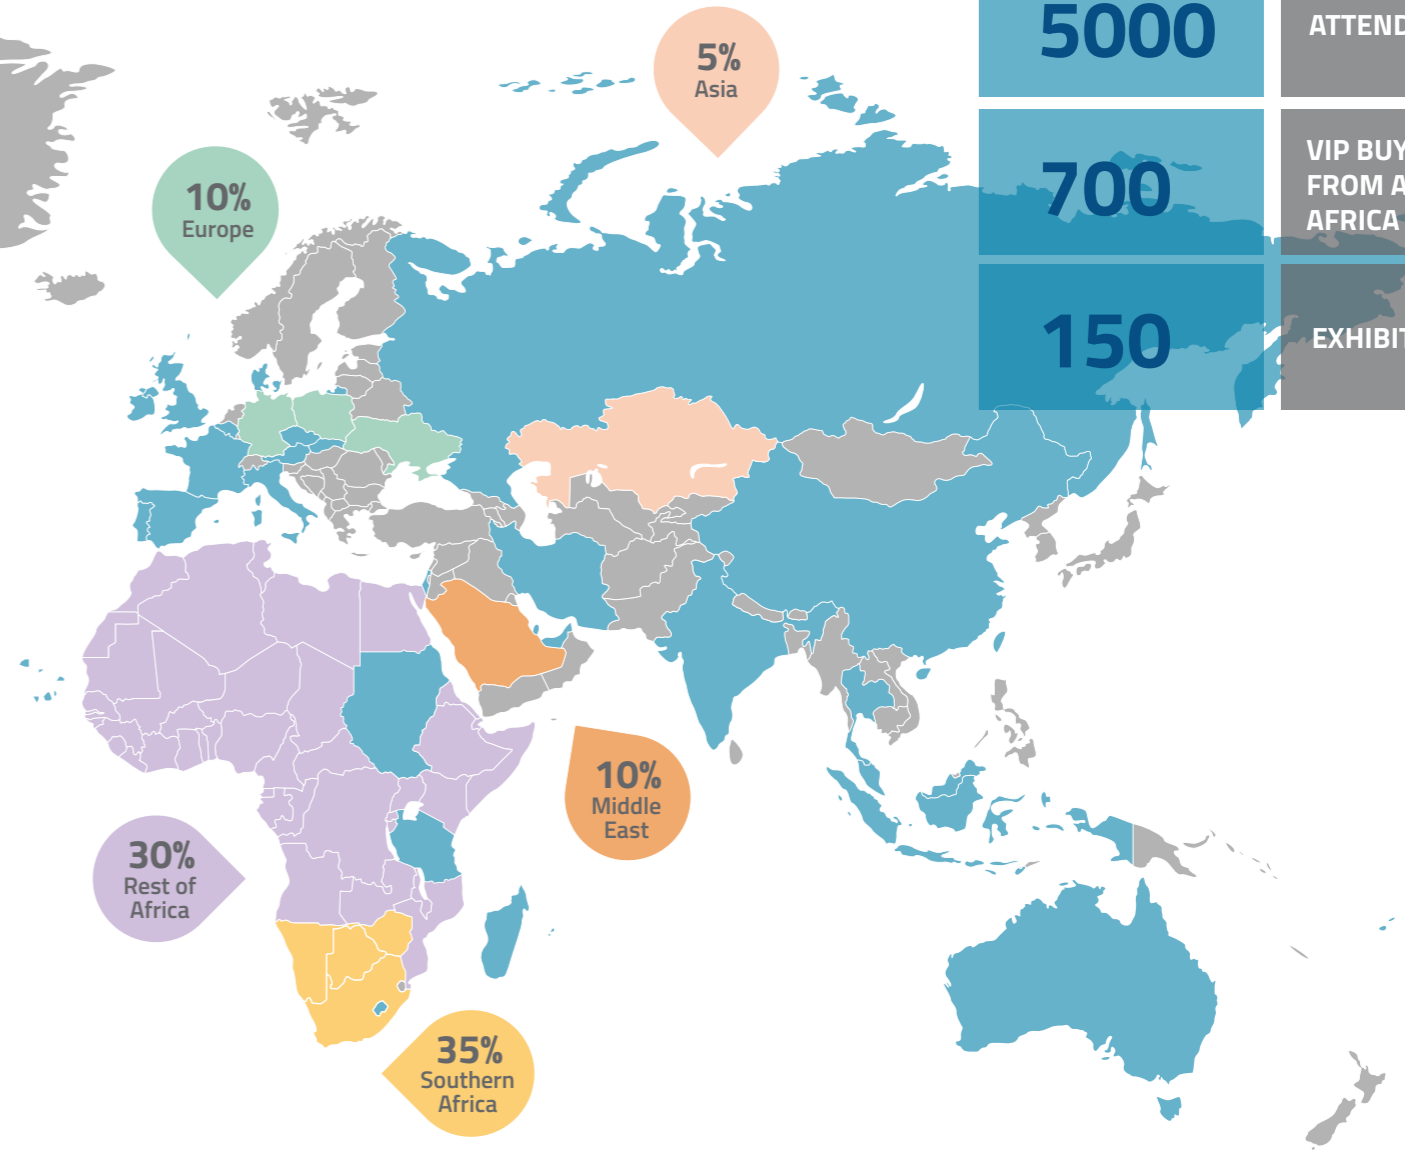 5000
ATTEND
700
VIP BUY
FROM A
AFRICA
150
EXHIBIT
5%
Asia
10%
Europe
10%
Middle
East
30%
Rest of
Africa
35%
Southern
Africa